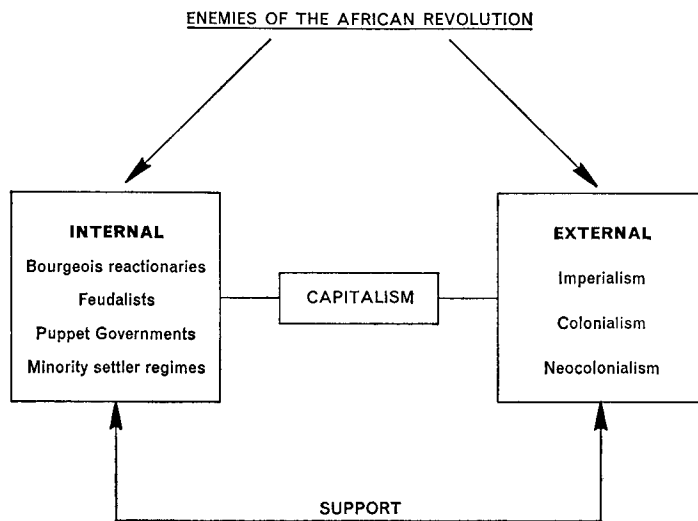 ENEMIES OF THE AFRICAN REVOLUTION
INTERNAL
Bourgeois reactionaries
Feudalists
Puppet Governments
Minority settler regimes
CAPITALISM
EXTERNAL
Imperialism
Colonialism
Neocolonialism
SUPPORT